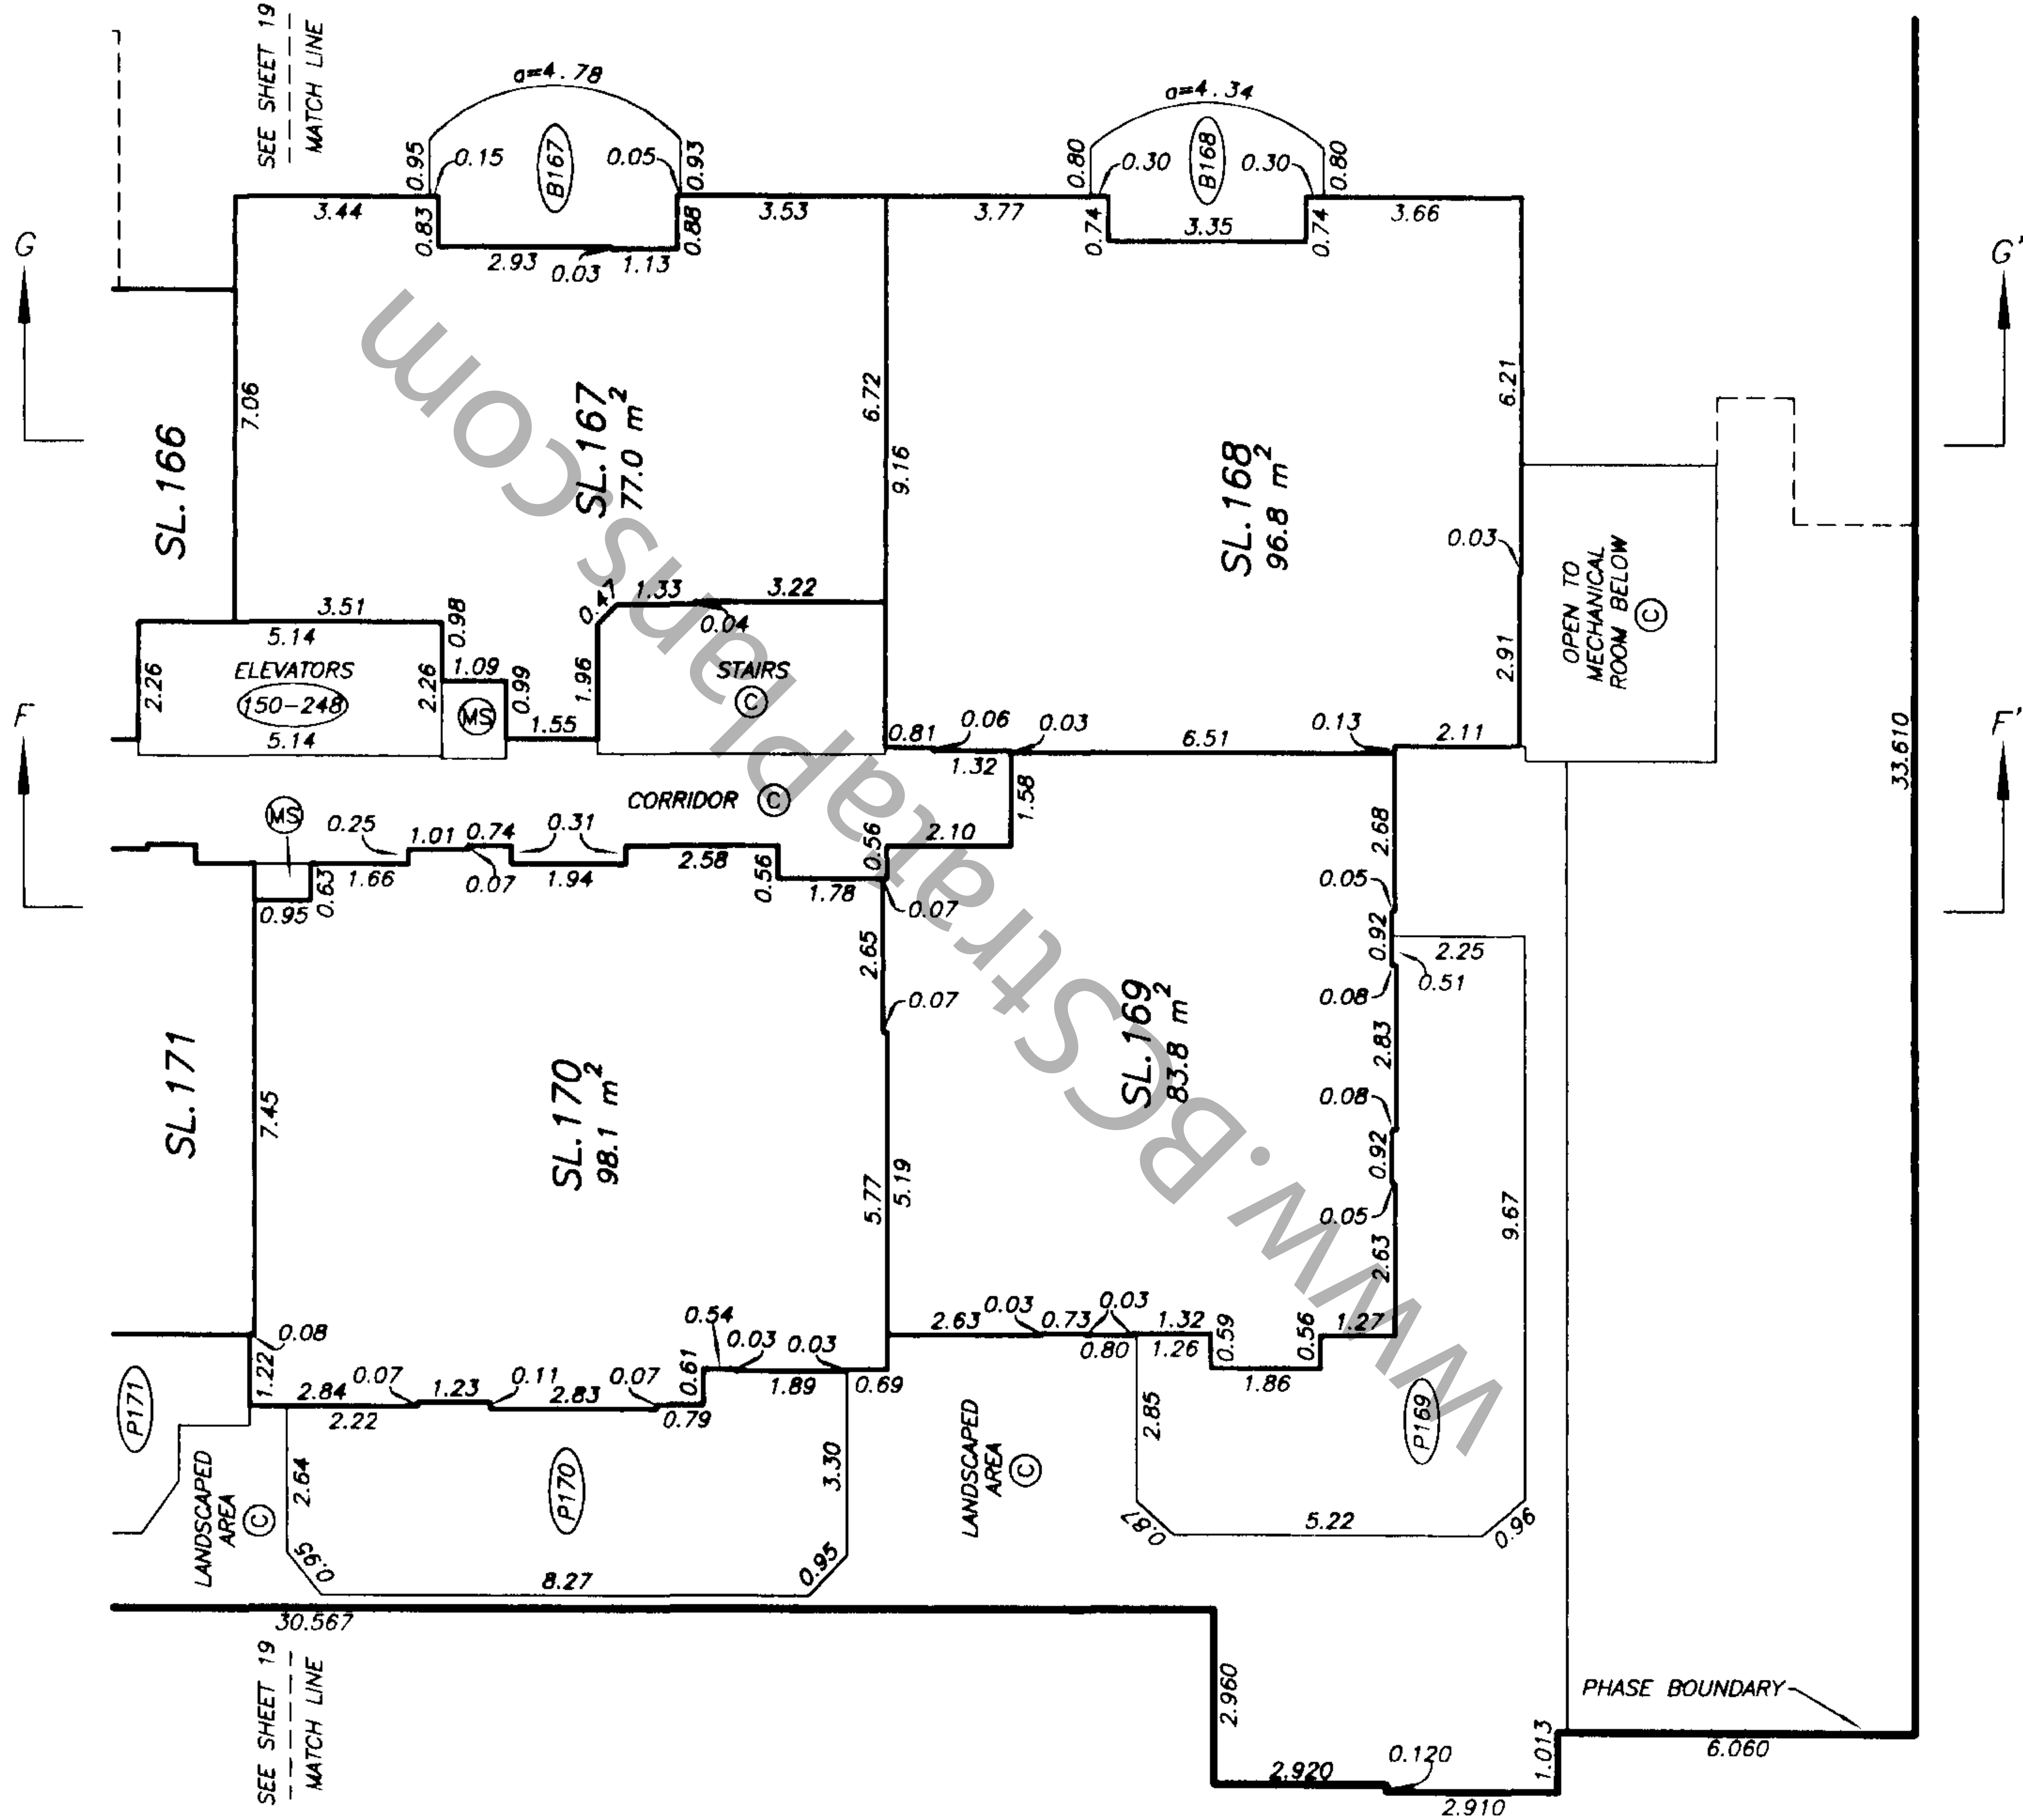 SEE SHEET 19
MATCH LINE
a=4.78
a=4.34
0.95
0.15
B167
0.05
0.93
0.80
0.30
B168
0.30
0.80
3.44
0.83
2.93
0.03
1.13
0.88
3.53
3.77
0.74
3.35
0.74
3.66
G
G'
7.06
SL.166
SL.167
77.0 m²
6.72
9.16
SL.168
96.8 m²
6.21
0.03
2.91
OPEN TO
MECHANICAL
ROOM BELOW
C
3.51
5.14
0.98
0.47
1.33
3.22
0.04
2.26
ELEVATORS
150-248
5.14
2.26
1.09
MS
0.99
1.55
1.96
STAIRS
C
F
F'
33.610
0.81
0.06
0.03
1.32
6.51
0.13
2.11
1.58
CORRIDOR C
MS
0.25
1.01
0.74
0.31
0.07
1.66
1.94
2.58
0.56
1.78
0.56
2.10
0.63
0.95
0.07
2.65
0.07
2.68
0.05
0.92
2.25
0.51
0.08
2.83
0.08
0.92
0.05
2.63
9.67
SL.171
7.45
SL.170
98.1 m²
5.77
5.19
SL.169
83.8 m²
0.08
1.22
2.84
2.22
0.07
1.23
0.11
2.83
0.07
0.79
0.61
0.54
0.03
1.89
0.03
0.69
2.63
0.03
0.73
0.03
0.80
1.32
1.26
0.59
1.86
0.56
1.27
P171
LANDSCAPED
AREA
C
2.64
P170
3.30
0.95
8.27
0.95
LANDSCAPED
AREA
C
2.85
P169
0.87
5.22
0.96
30.567
SEE SHEET 19
MATCH LINE
2.960
2.920
0.120
2.910
1.013
PHASE BOUNDARY
6.060
www.BCStrataPlans.com